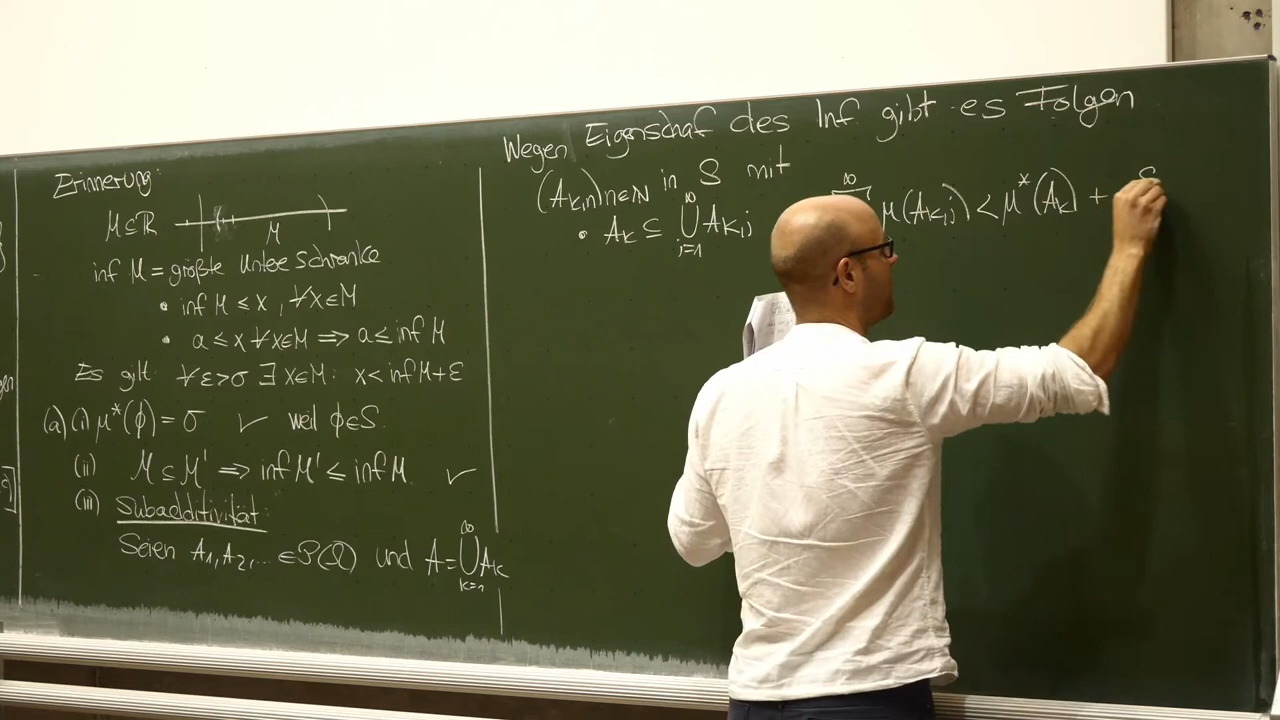 Erinnerung:
M⊆ℝ
M
inf M = größte untere Schranke
• inf M ≤ x, ∀x∈M
• a ≤ x ∀x∈M ⟹ a ≤ inf M
Es gilt: ∀ε>0 ∃x∈M: x < inf M + ε
(a) (i) μ*(∅) = 0 ✓ weil ∅∈S.
(ii) M ⊆ M' ⟹ inf M' ≤ inf M. ✓
(iii) Subadditivität:
Seien A₁, A₂, ... ∈ P(Ω) und A = ⋃_{k=1}^∞ A_k
Wegen Eigenschaf des Inf gibt es Folgen
(A_{k,n})_{n∈ℕ} in S mit
• A_k ⊆ ⋃_{j=1}^∞ A_{k,j} ∞ μ(A_{k,j}) < μ*(A_k) +